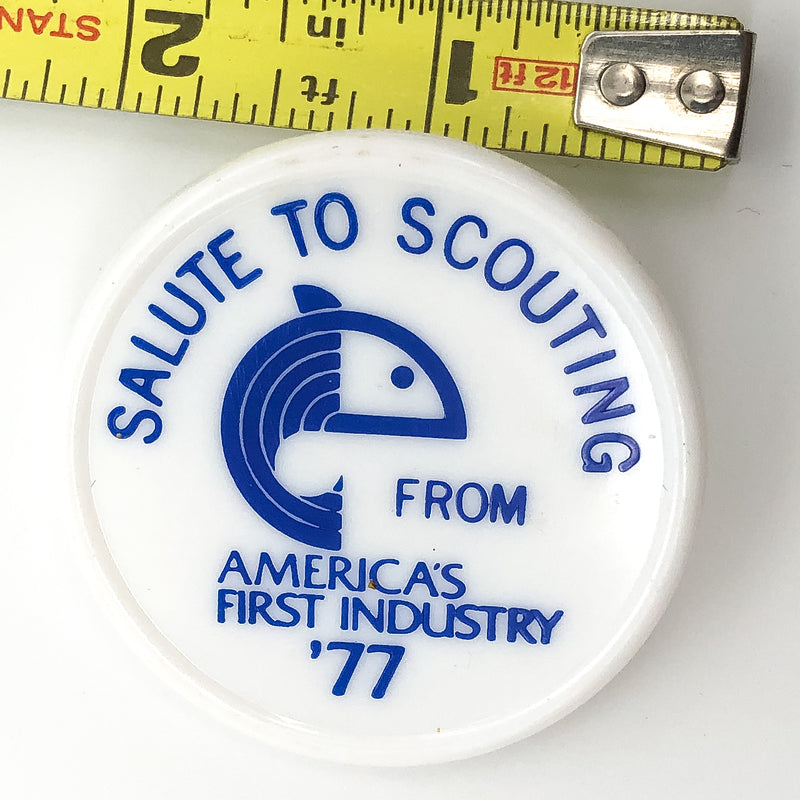 STAN 2 in ft 1 12 ft
SALUTE TO SCOUTING
FROM
AMERICA'S
FIRST INDUSTRY
'77